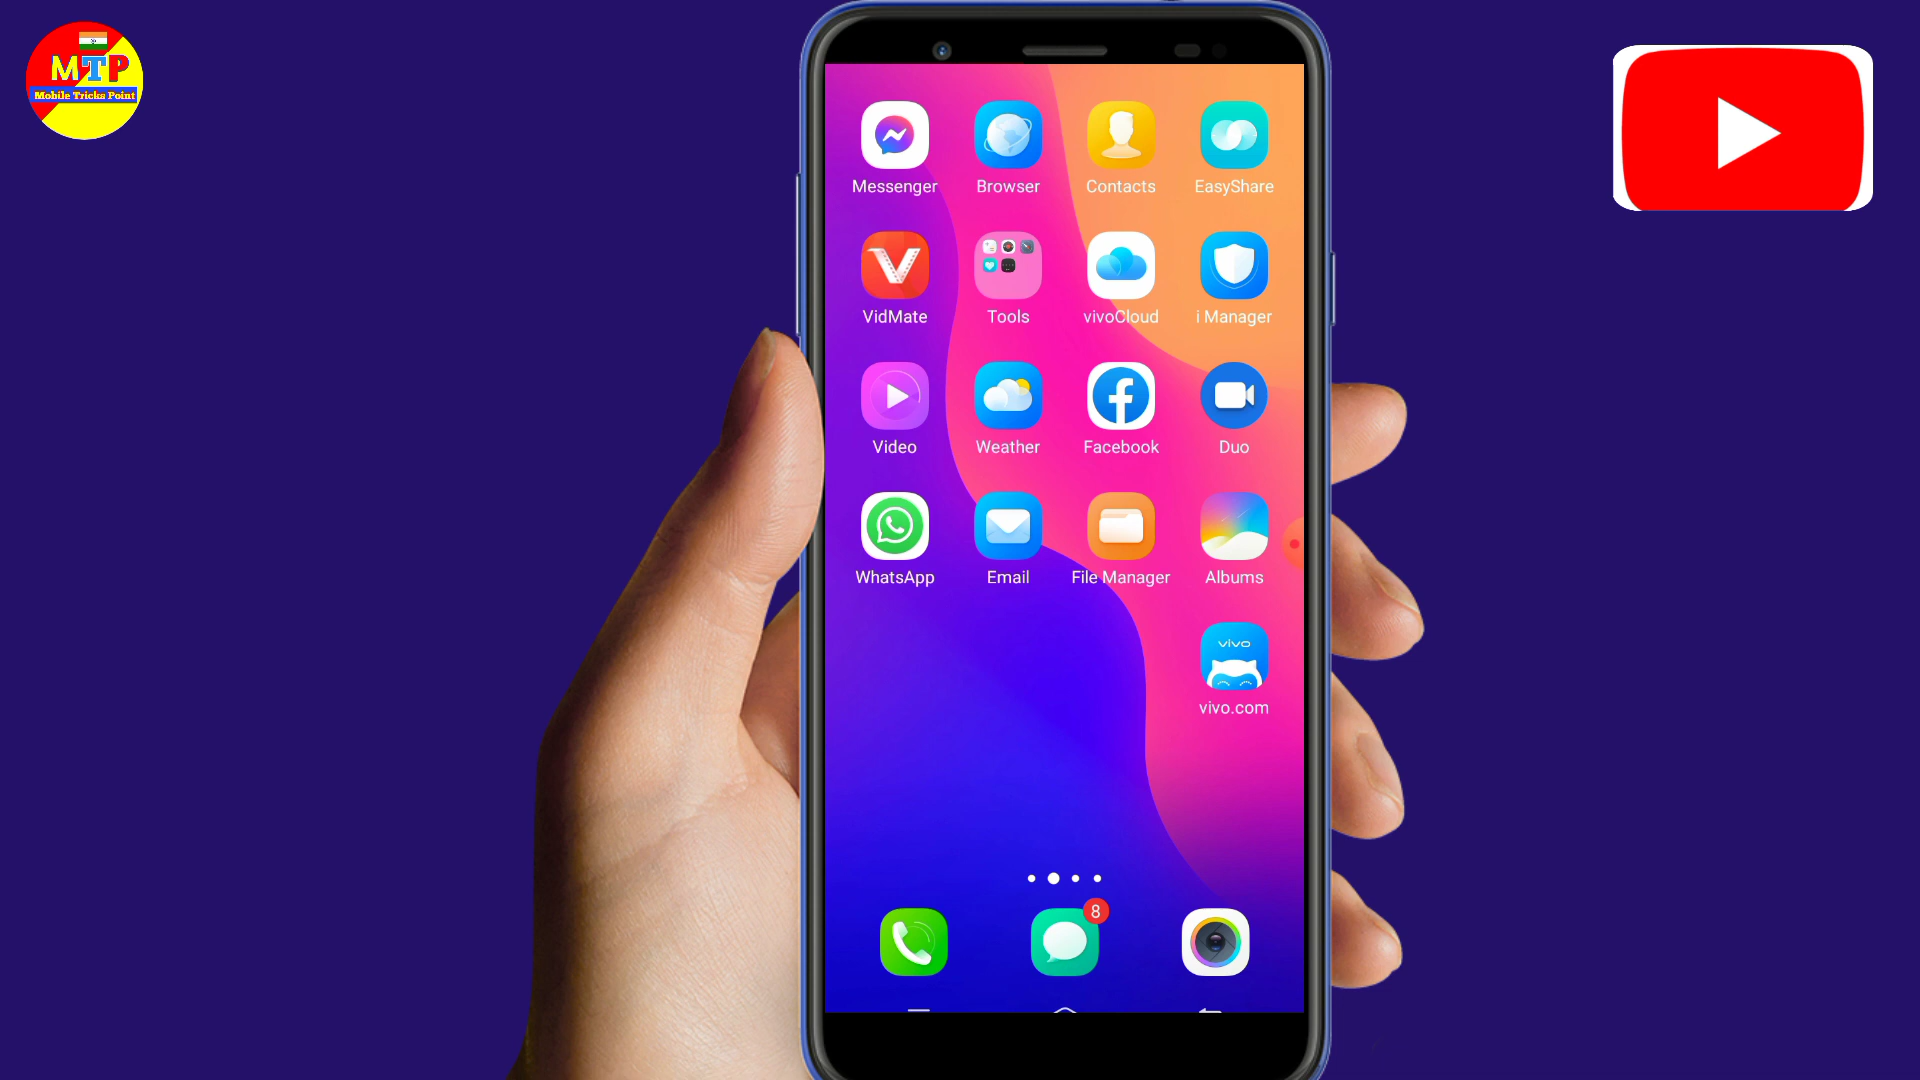 MTP
Mobile Tricks Point
Messenger
Browser
Contacts
EasyShare
VidMate
Tools
vivoCloud
i Manager
Video
Weather
Facebook
Duo
WhatsApp
Email
File Manager
Albums
vivo
vivo.com
8